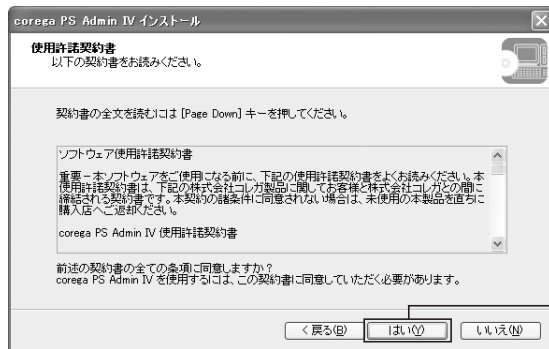 corega PS Admin IV インストール
使用許諾契約書
以下の契約書をお読みください。
契約書の全文を読むには [Page Down] キーを押してください。
ソフトウェア使用許諾契約書
重要－本ソフトウェアをご使用になる前に、下記の使用許諾契約書をよくお読みください。本
使用許諾契約書は、下記の株式会社コレガ製品に関してお客様と株式会社コレガとの間に
締結される契約書です。本契約の諸条件に同意されない場合は、未使用の本製品を直ちに
購入店へご返却ください。
corega PS Admin IV 使用許諾契約書
前述の契約書の全ての条項に同意しますか？
corega PS Admin IV を使用するには、この契約書に同意していただく必要があります。
< 戻る(B)
はい(Y)
いいえ(N)